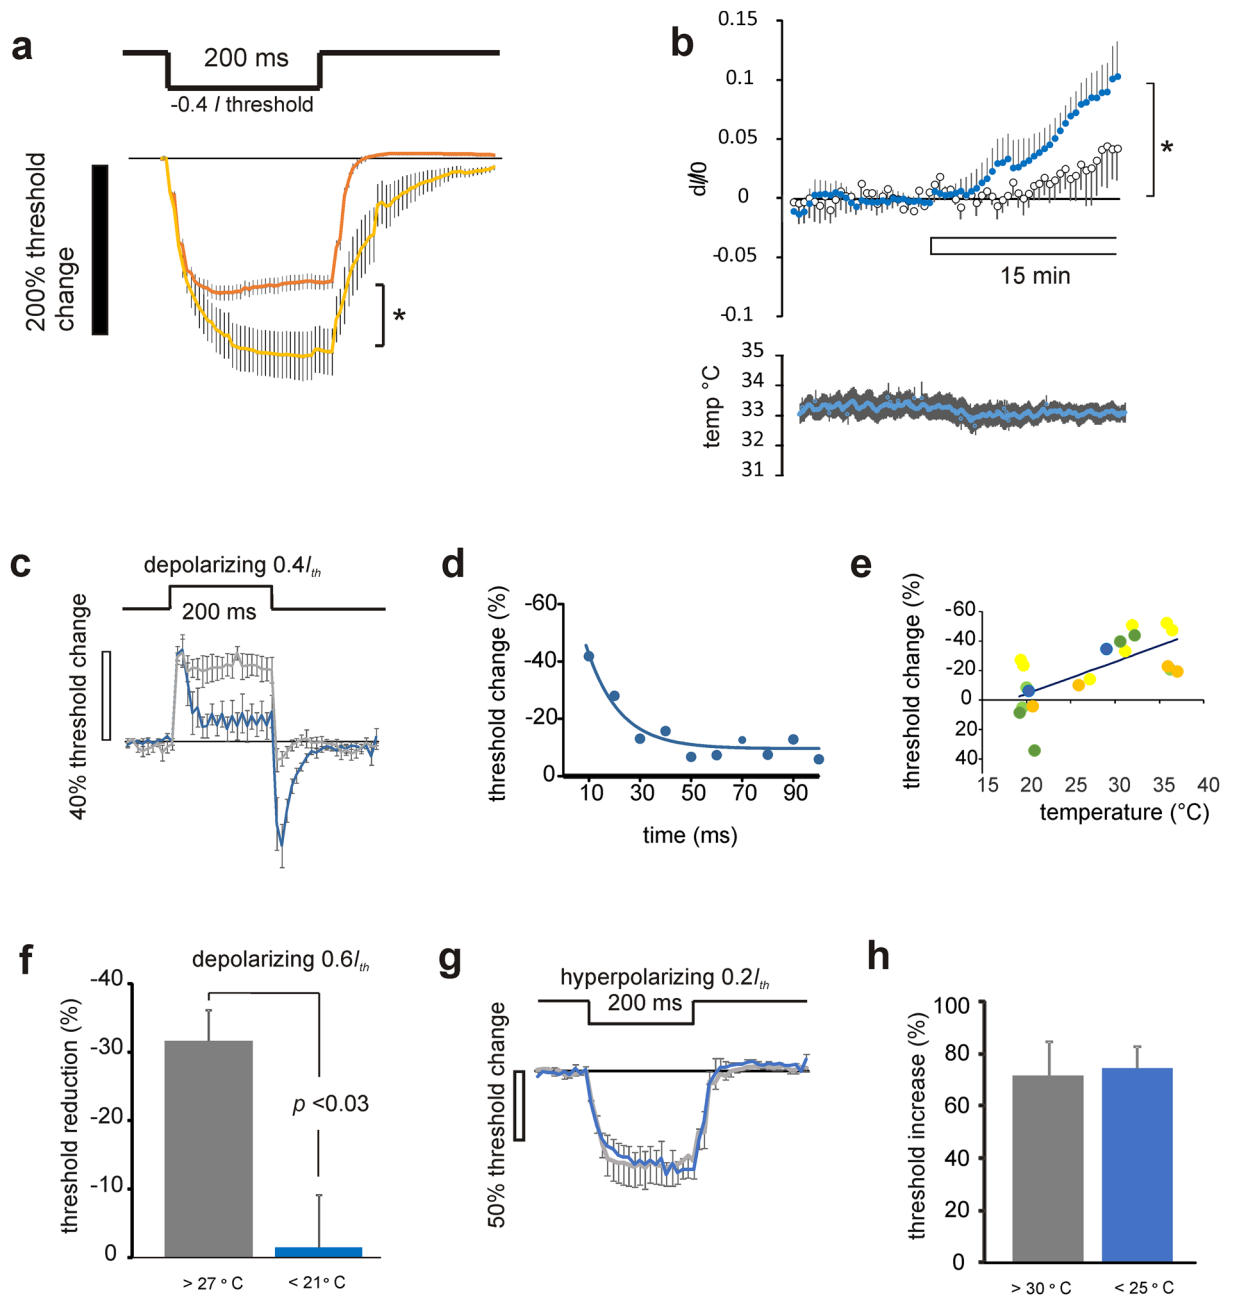 a
200 ms
-0.4 I threshold
200% threshold
change
*
b
0.15
0.1
0.05
0
-0.05
-0.1
dI/I0
*
15 min
35
34
33
32
31
temp °C
c
depolarizing 0.4Ith
200 ms
40% threshold change
d
-60
-40
-20
0
threshold change (%)
10 30 50 70 90
time (ms)
e
-60
-40
-20
0
20
40
threshold change (%)
15 20 25 30 35 40
temperature (°C)
f
depolarizing 0.6Ith
-40
-30
-20
-10
0
threshold reduction (%)
p <0.03
> 27 ° C < 21° C
g
hyperpolarizing 0.2Ith
200 ms
50% threshold change
h
100
80
60
40
20
0
threshold increase (%)
> 30 ° C < 25 ° C